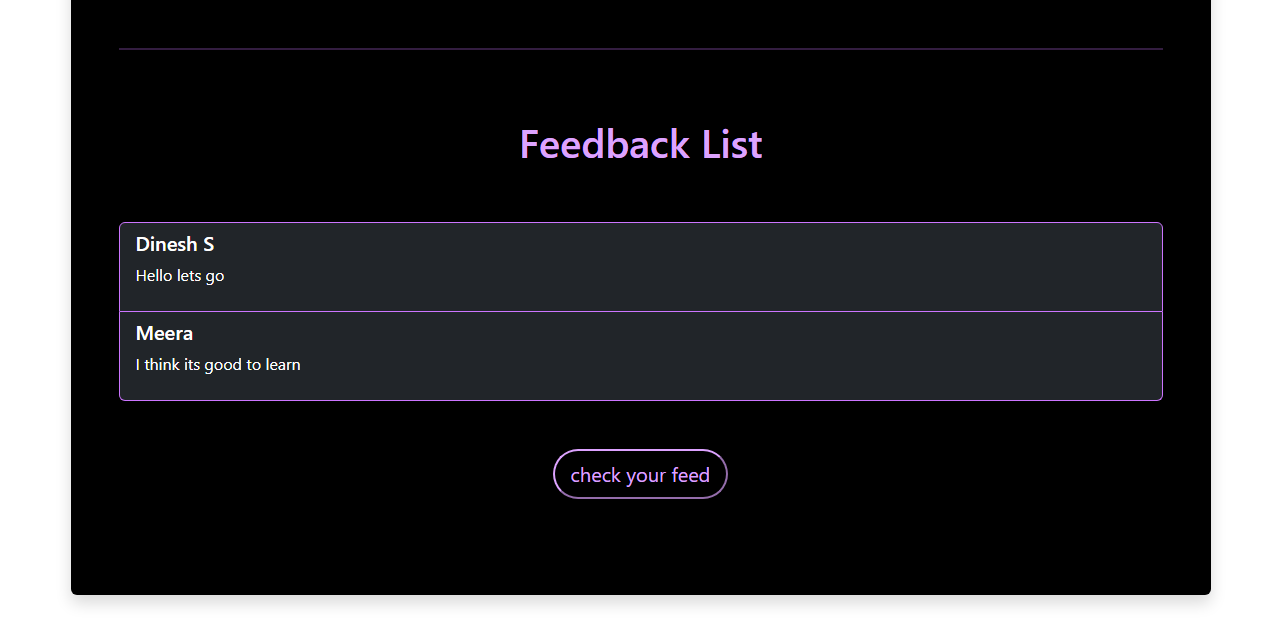 Feedback List
Dinesh S
Hello lets go
Meera
I think its good to learn
check your feed